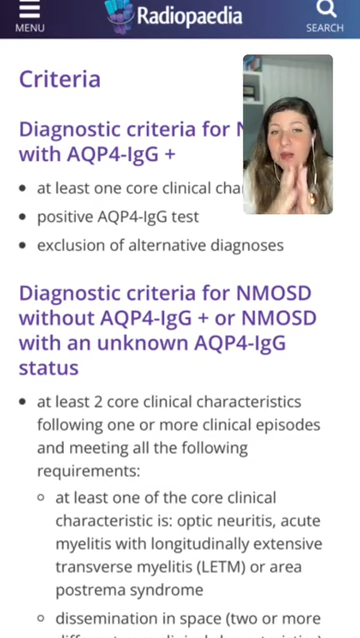 Radiopaedia
MENU
SEARCH
Criteria
Diagnostic criteria for
with AQP4-IgG +
• at least one core clinical
• positive AQP4-IgG test
• exclusion of alternative diagnoses
Diagnostic criteria for NMOSD
without AQP4-IgG + or NMOSD
with an unknown AQP4-IgG
status
• at least 2 core clinical characteristics
following one or more clinical episodes
and meeting all the following
requirements:
○ at least one of the core clinical
characteristic is: optic neuritis, acute
myelitis with longitudinally extensive
transverse myelitis (LETM) or area
postrema syndrome
○ dissemination in space (two or more